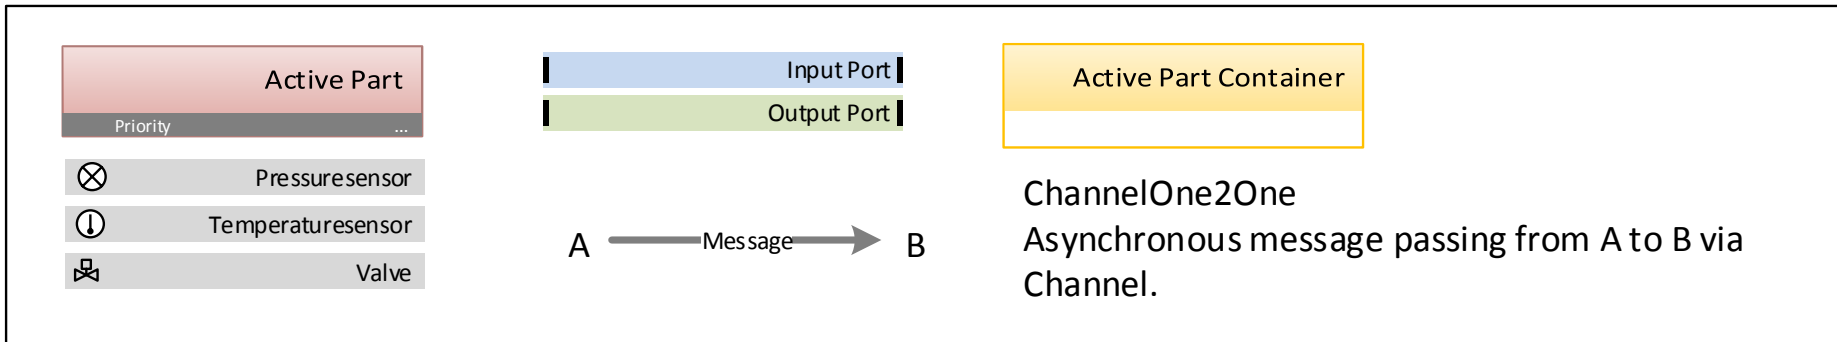 Active Part
Priority ...
Pressuresensor
Temperaturesensor
Valve
Input Port
Output Port
A Message B
Active Part Container
ChannelOne2One
Asynchronous message passing from A to B via
Channel.